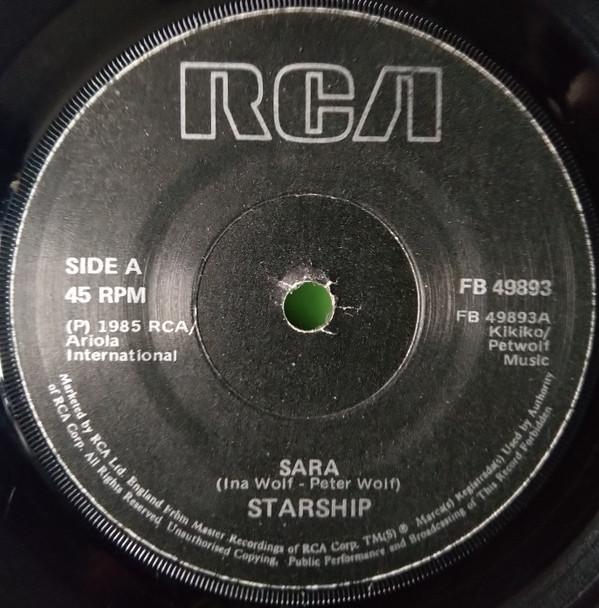 RCA
SIDE A
45 RPM
(P) 1985 RCA/
Ariola
International
FB 49893
FB 49893A
Kikiko/
Petwolf
Music
SARA
(Ina Wolf - Peter Wolf)
STARSHIP
Marketed by RCA Ltd, England From Master Recordings of RCA Corp. TM(S) ® Marca(s) Registrada(s) Used by Authority
of RCA Corp. All Rights Reserved. Unauthorised Copying, Public Performance and Broadcasting of This Record Forbidden